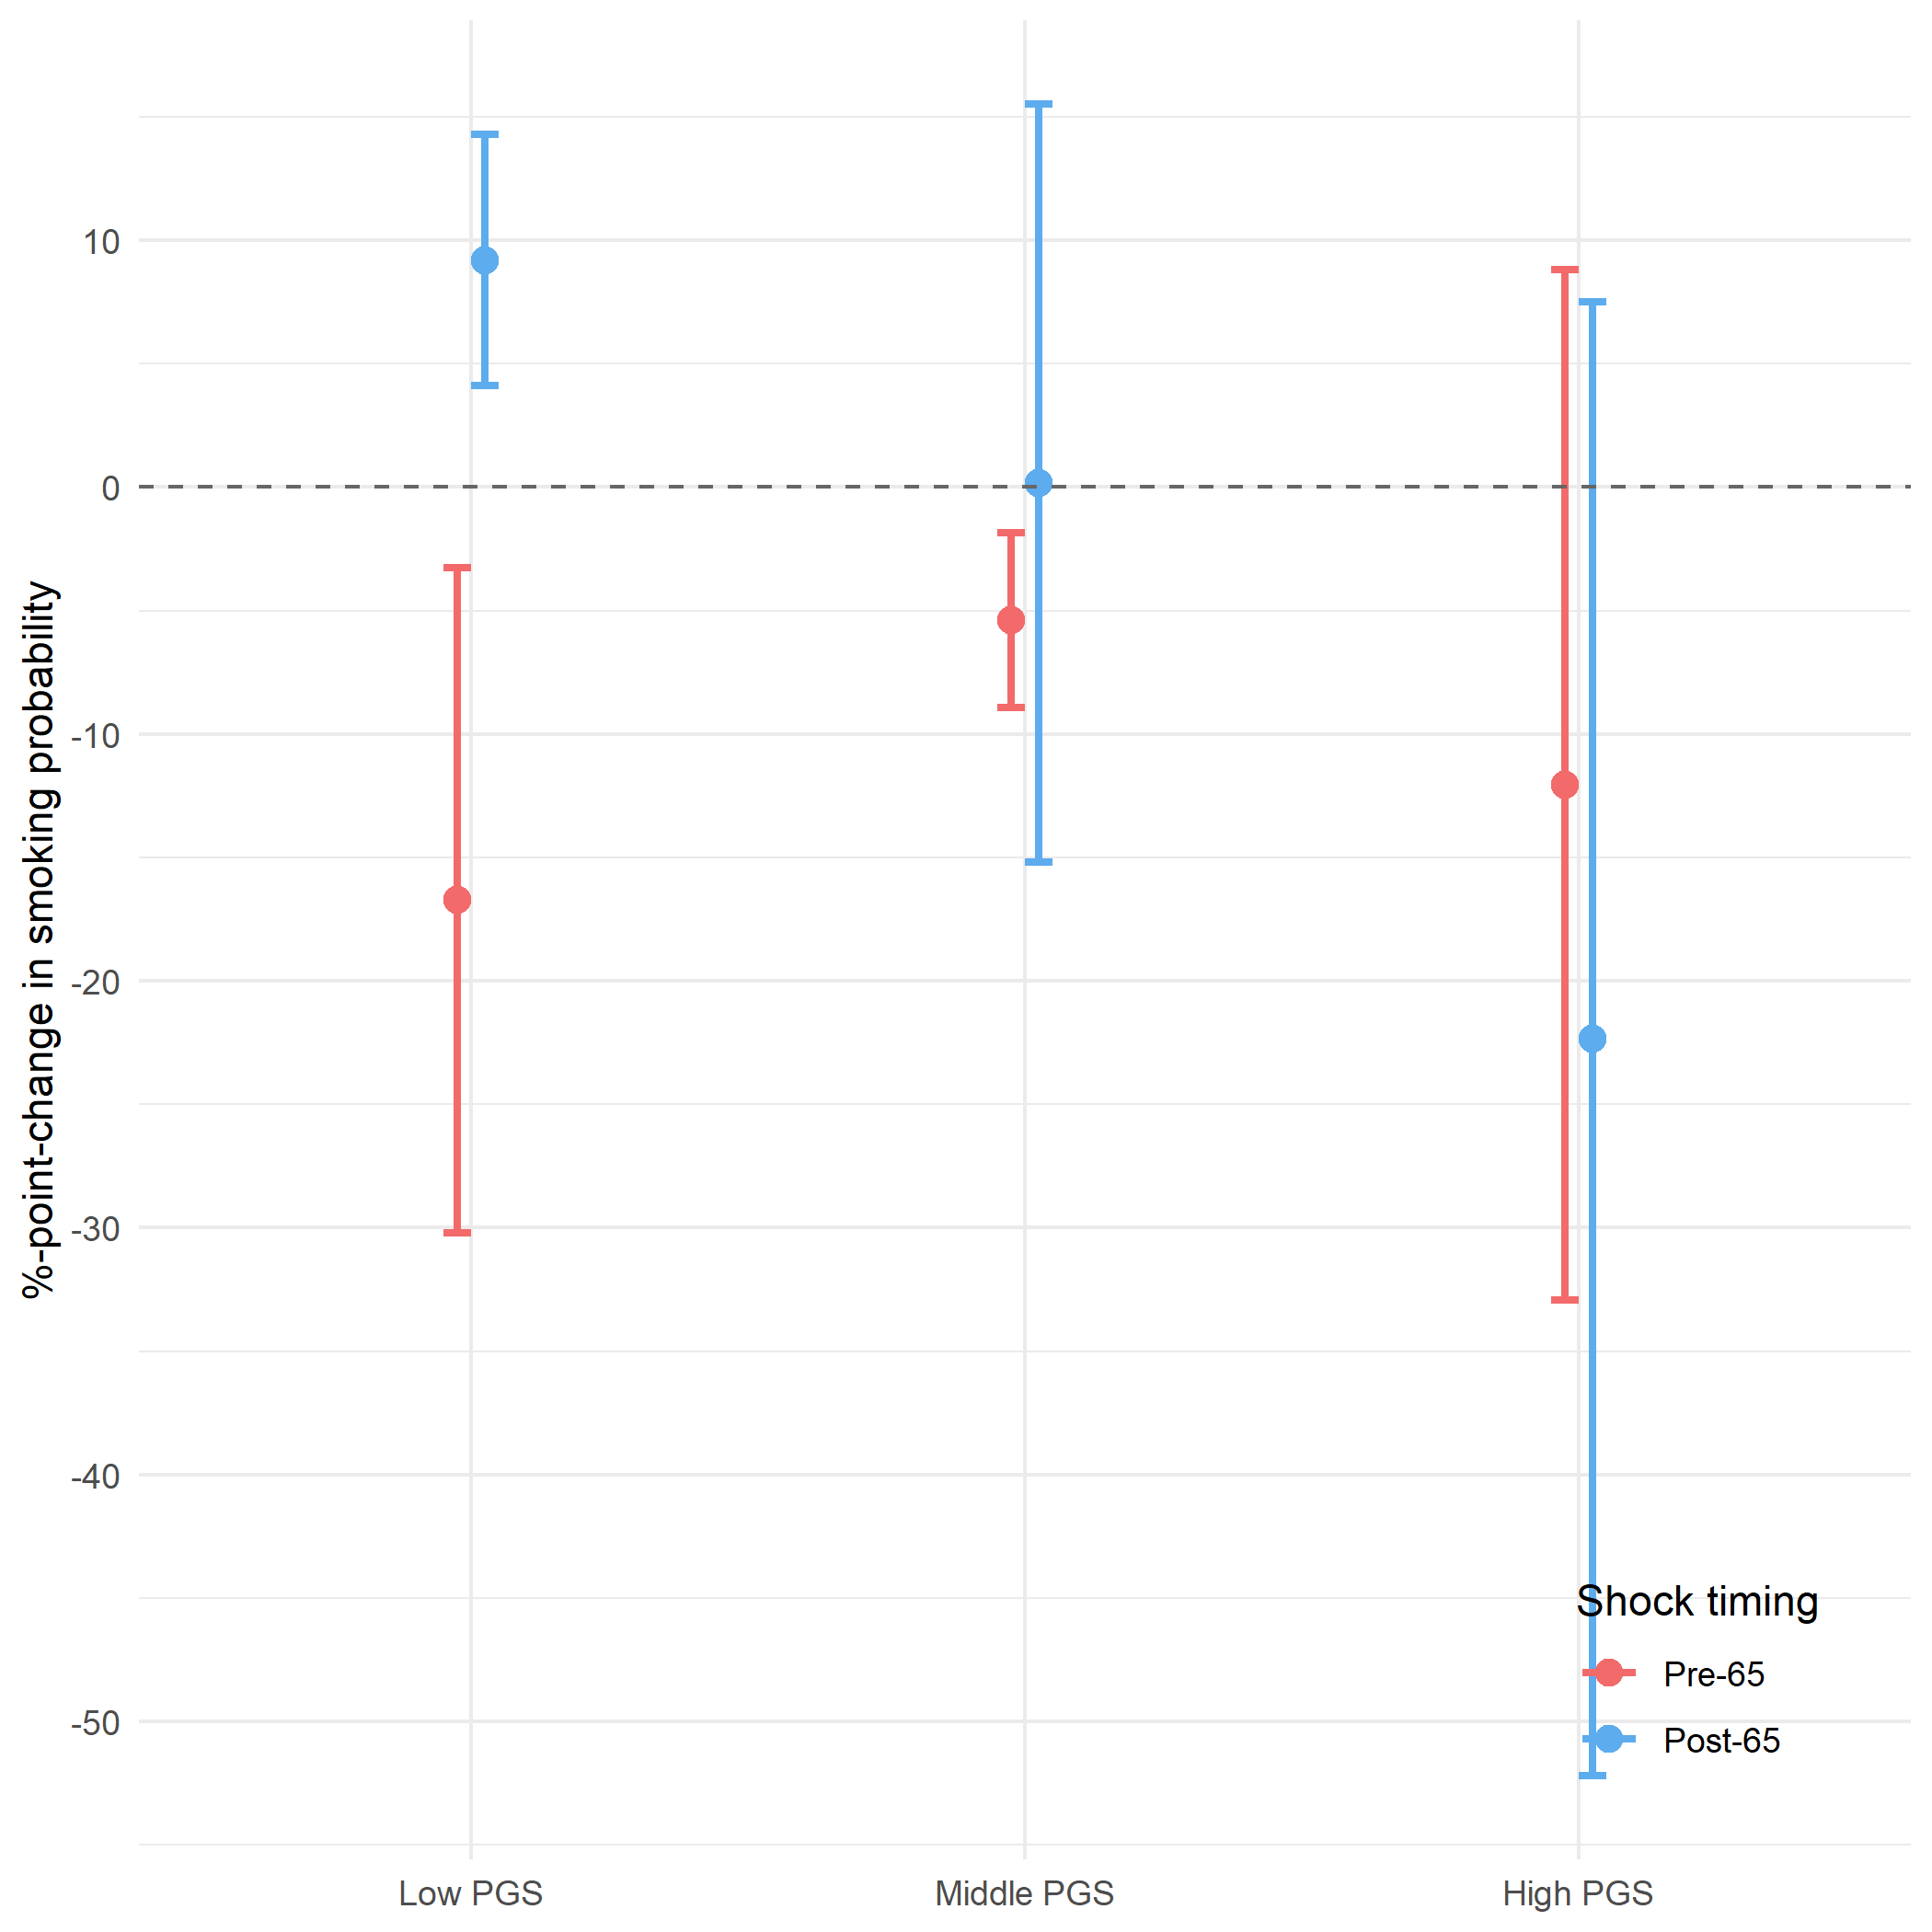 %-point-change in smoking probability
10
0
-10
-20
-30
-40
-50
Low PGS
Middle PGS
High PGS
Shock timing
Pre-65
Post-65